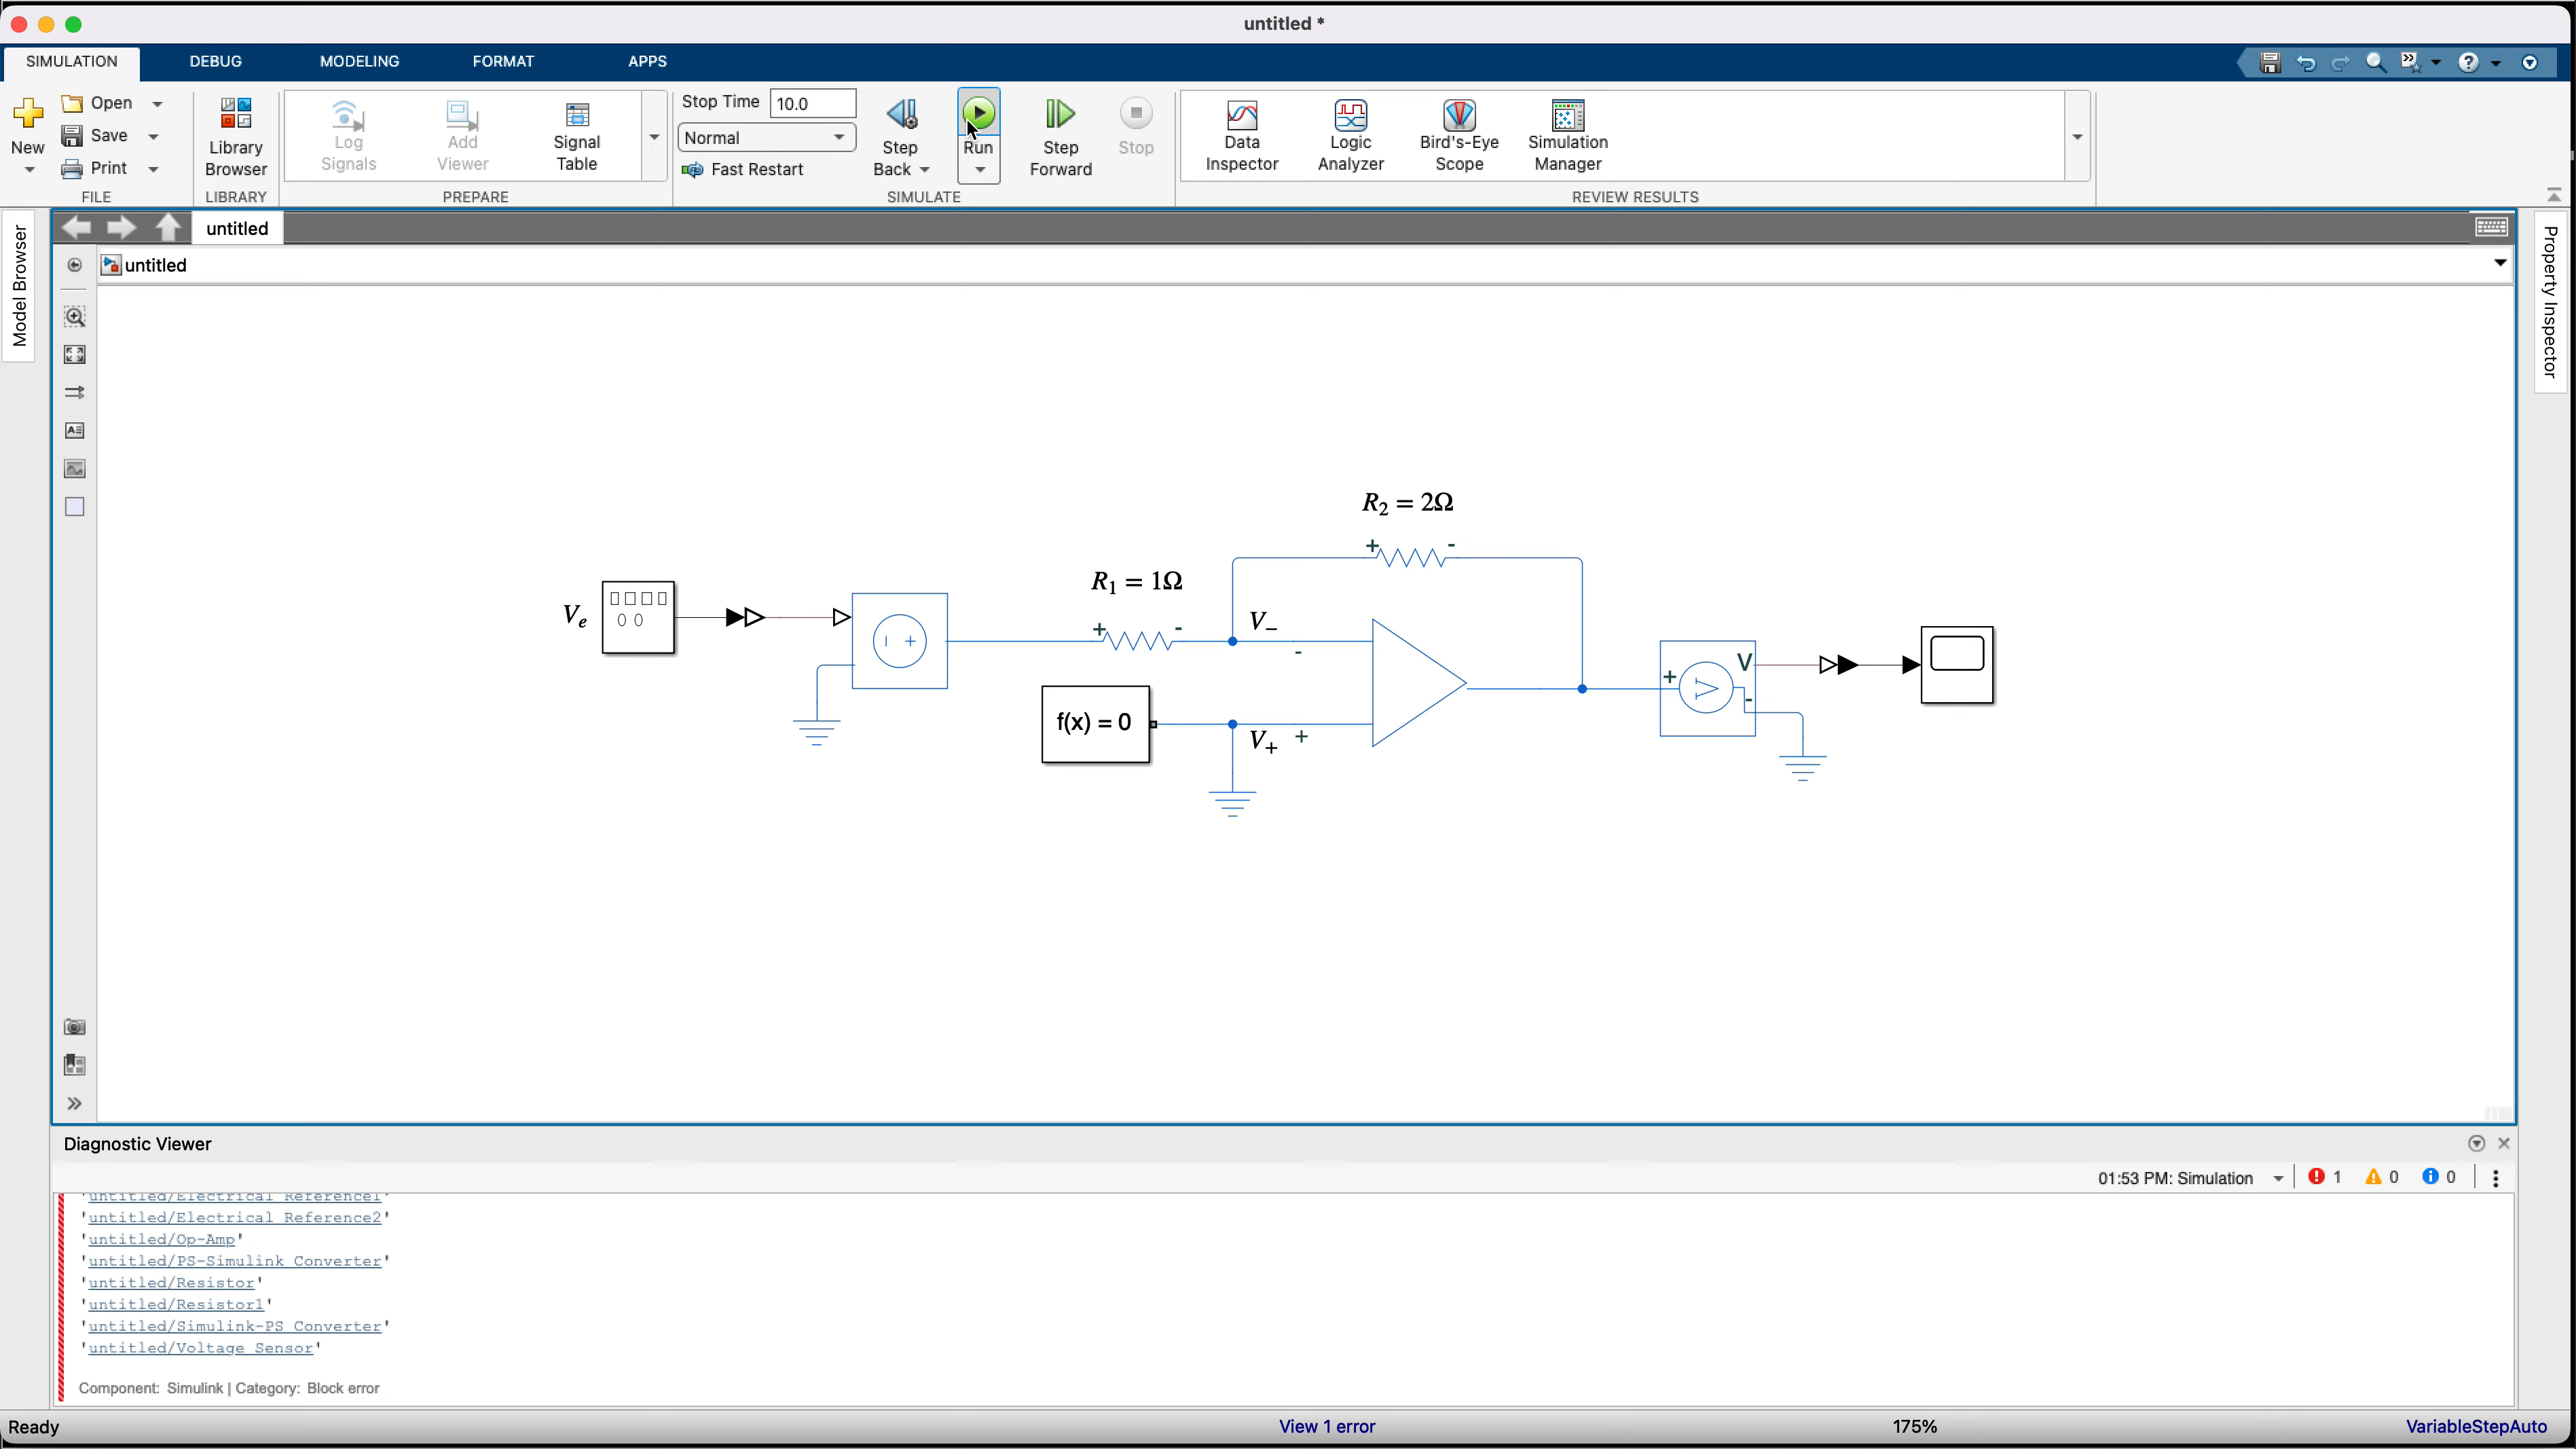 untitled *
SIMULATION DEBUG MODELING FORMAT APPS
New
Open
Save
Print
FILE
Library Browser
LIBRARY
Log Signals
Add Viewer
Signal Table
PREPARE
Stop Time 10.0
Normal
Fast Restart
Step Back
Run
Step Forward
Stop
SIMULATE
Data Inspector
Logic Analyzer
Bird's-Eye Scope
Simulation Manager
REVIEW RESULTS
Model Browser
Property Inspector
untitled
untitled
R₂ = 2Ω
+ -
R₁ = 1Ω
+ -
Vₑ
V₋
-
f(x) = 0
V₊ +
V
+
-
Diagnostic Viewer
01:53 PM: Simulation 1 0 0
'untitled/Electrical Reference1'
'untitled/Electrical Reference2'
'untitled/Op-Amp'
'untitled/PS-Simulink Converter'
'untitled/Resistor'
'untitled/Resistor1'
'untitled/Simulink-PS Converter'
'untitled/Voltage Sensor'
Component: Simulink | Category: Block error
Ready View 1 error 175% VariableStepAuto